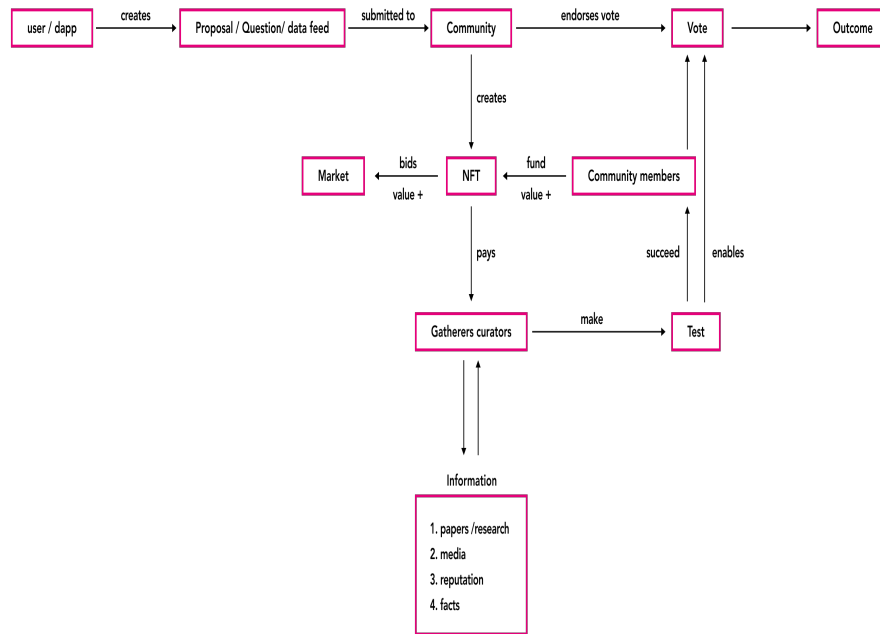 creates
submitted to
endorses vote
user / dapp
Proposal / Question/ data feed
Community
Vote
Outcome
creates
bids
fund
Market
NFT
Community members
value +
value +
pays
succeed
enables
make
Gatherers curators
Test
Information
1. papers /research
2. media
3. reputation
4. facts